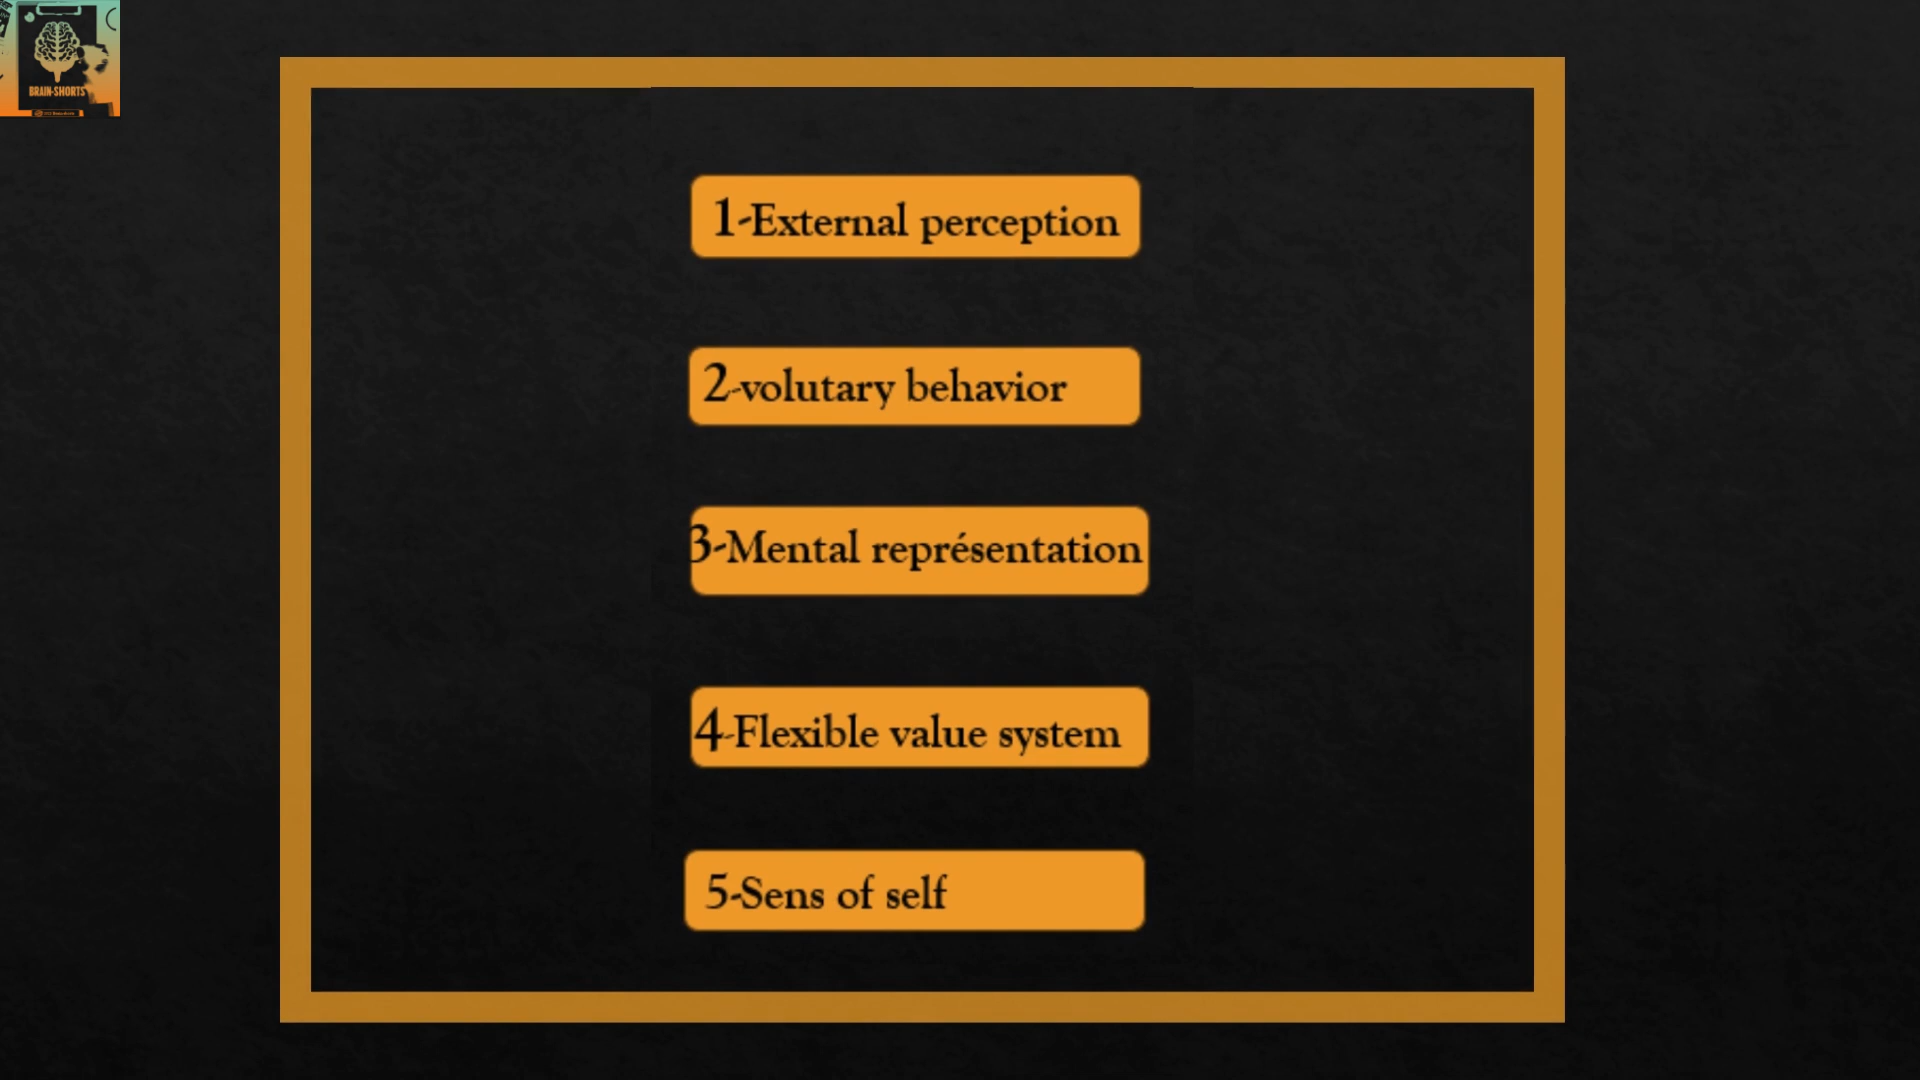 BRAIN-SHORTS
1-External perception
2-volutary behavior
3-Mental représentation
4-Flexible value system
5-Sens of self